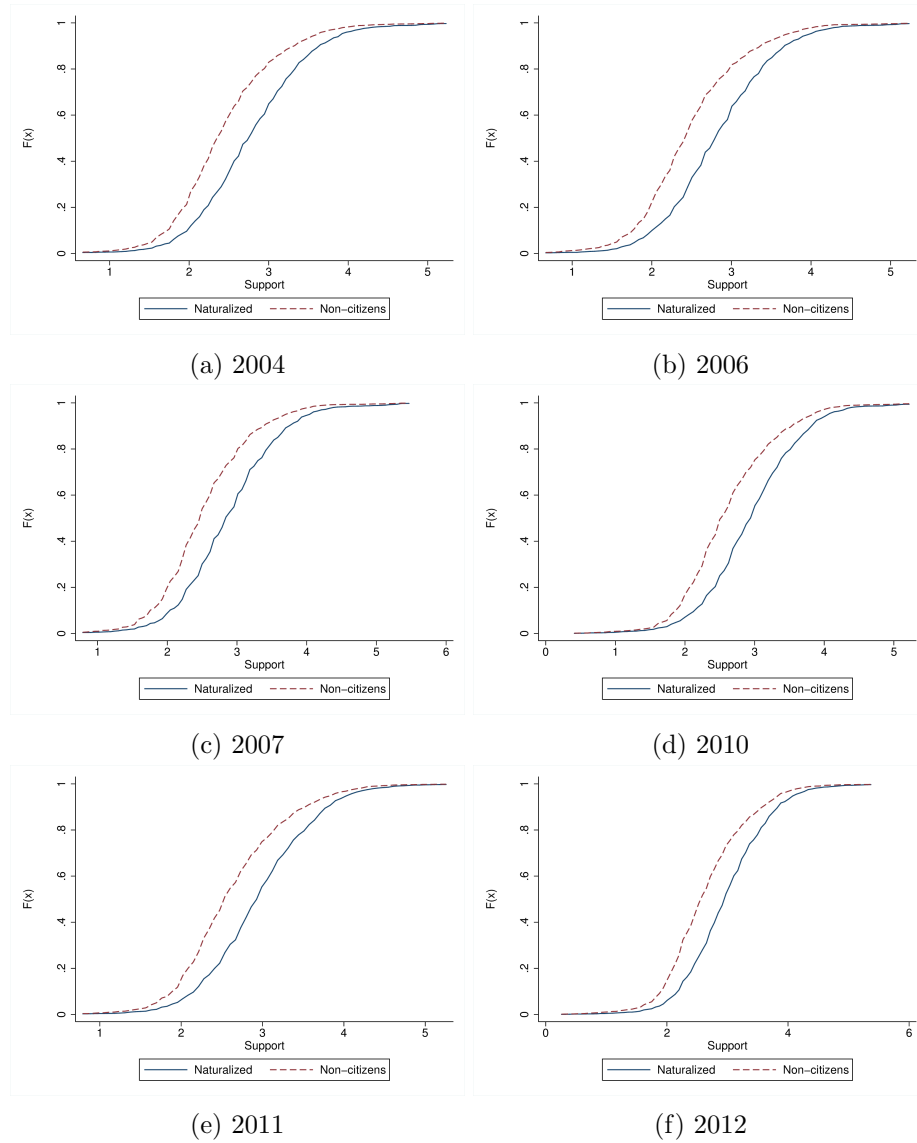 F(x)
1
.8
.6
.4
.2
0
1 2 3 4 5
Support
Naturalized Non-citizens
(a) 2004
F(x)
1
.8
.6
.4
.2
0
1 2 3 4 5
Support
Naturalized Non-citizens
(b) 2006
F(x)
1
.8
.6
.4
.2
0
1 2 3 4 5 6
Support
Naturalized Non-citizens
(c) 2007
F(x)
1
.8
.6
.4
.2
0
0 1 2 3 4 5
Support
Naturalized Non-citizens
(d) 2010
F(x)
1
.8
.6
.4
.2
0
1 2 3 4 5
Support
Naturalized Non-citizens
(e) 2011
F(x)
1
.8
.6
.4
.2
0
0 2 4 6
Support
Naturalized Non-citizens
(f) 2012